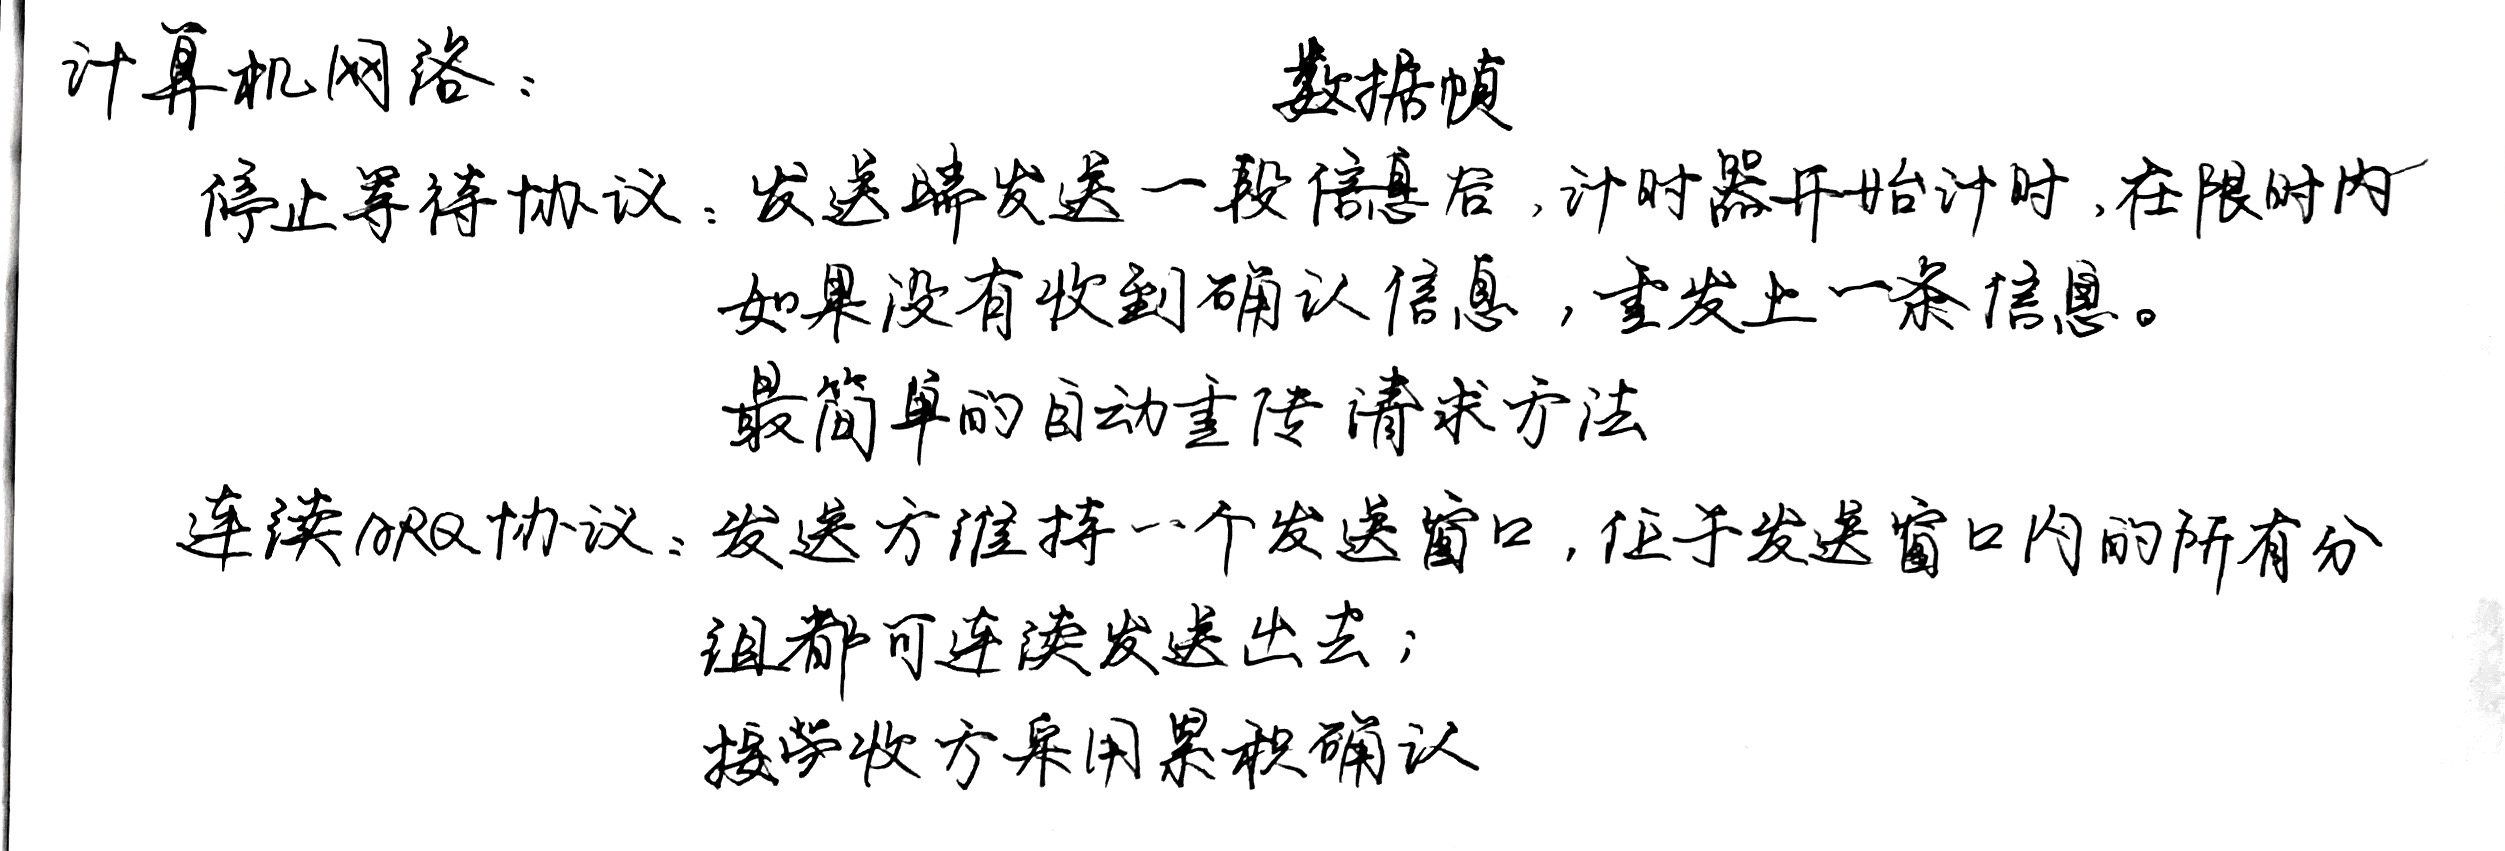 计算机网络：
数据帧
停止等待协议：发送端发送一段信息后，计时器开始计时，在限时内
如果没有收到确认信息，重发上一条信息。
最简单的自动重传请求方法
连续ARQ协议：发送方维持一个发送窗口，位于发送窗口内的所有分
组都可连续发送出去；
接收方采用累积确认